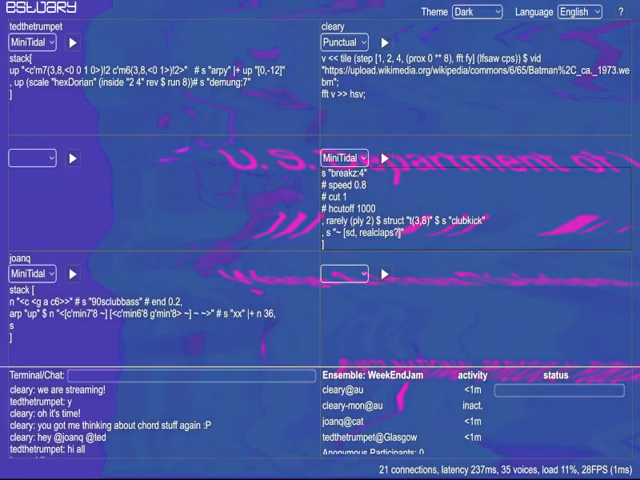 estuary
Theme Dark Language English ?
tedthetrumpet
MiniTidal
stack[
up "<c'm7(3,8,<0 0 1 0>)!2 c'm6(3,8,<0 1>)!2>" # s "arpy" |+ up "[0,-12]"
, up (scale "hexDorian" (inside "2 4" rev $ run 8))# s "demung:7"
]
cleary
Punctual
v << tile (step [1, 2, 4, (prox 0 ** 8), fft fy] (lfsaw cps)) $ vid
"https://upload.wikimedia.org/wikipedia/commons/6/65/Batman%2C_ca._1973.we
bm";
fft v >> hsv;
U.S. Department of
MiniTidal
s "breakz:4"
# speed 0.8
# cut 1
# hcutoff 1000
, rarely (ply 2) $ struct "t(3,8)" $ s "clubkick"
, s "~ [sd, realclaps?]"
]
joanq
MiniTidal
stack [
n "<c <g a c6>>" # s "90sclubbass" # end 0.2,
arp "up" $ n "<[c'min7'8 ~] [<c'min6'8 g'min'8> ~] ~ ~>" # s "xx" |+ n 36,
s
]
Terminal/Chat:
cleary: we are streaming!
tedthetrumpet: y
cleary: oh it's time!
cleary: you got me thinking about chord stuff again :P
cleary: hey @joanq @ted
tedthetrumpet: hi all
Ensemble: WeekEndJam activity status
cleary@au <1m
cleary-mon@au inact.
joanq@cat <1m
tedthetrumpet@Glasgow <1m
Anonymous Participants: 0
21 connections, latency 237ms, 35 voices, load 11%, 28FPS (1ms)